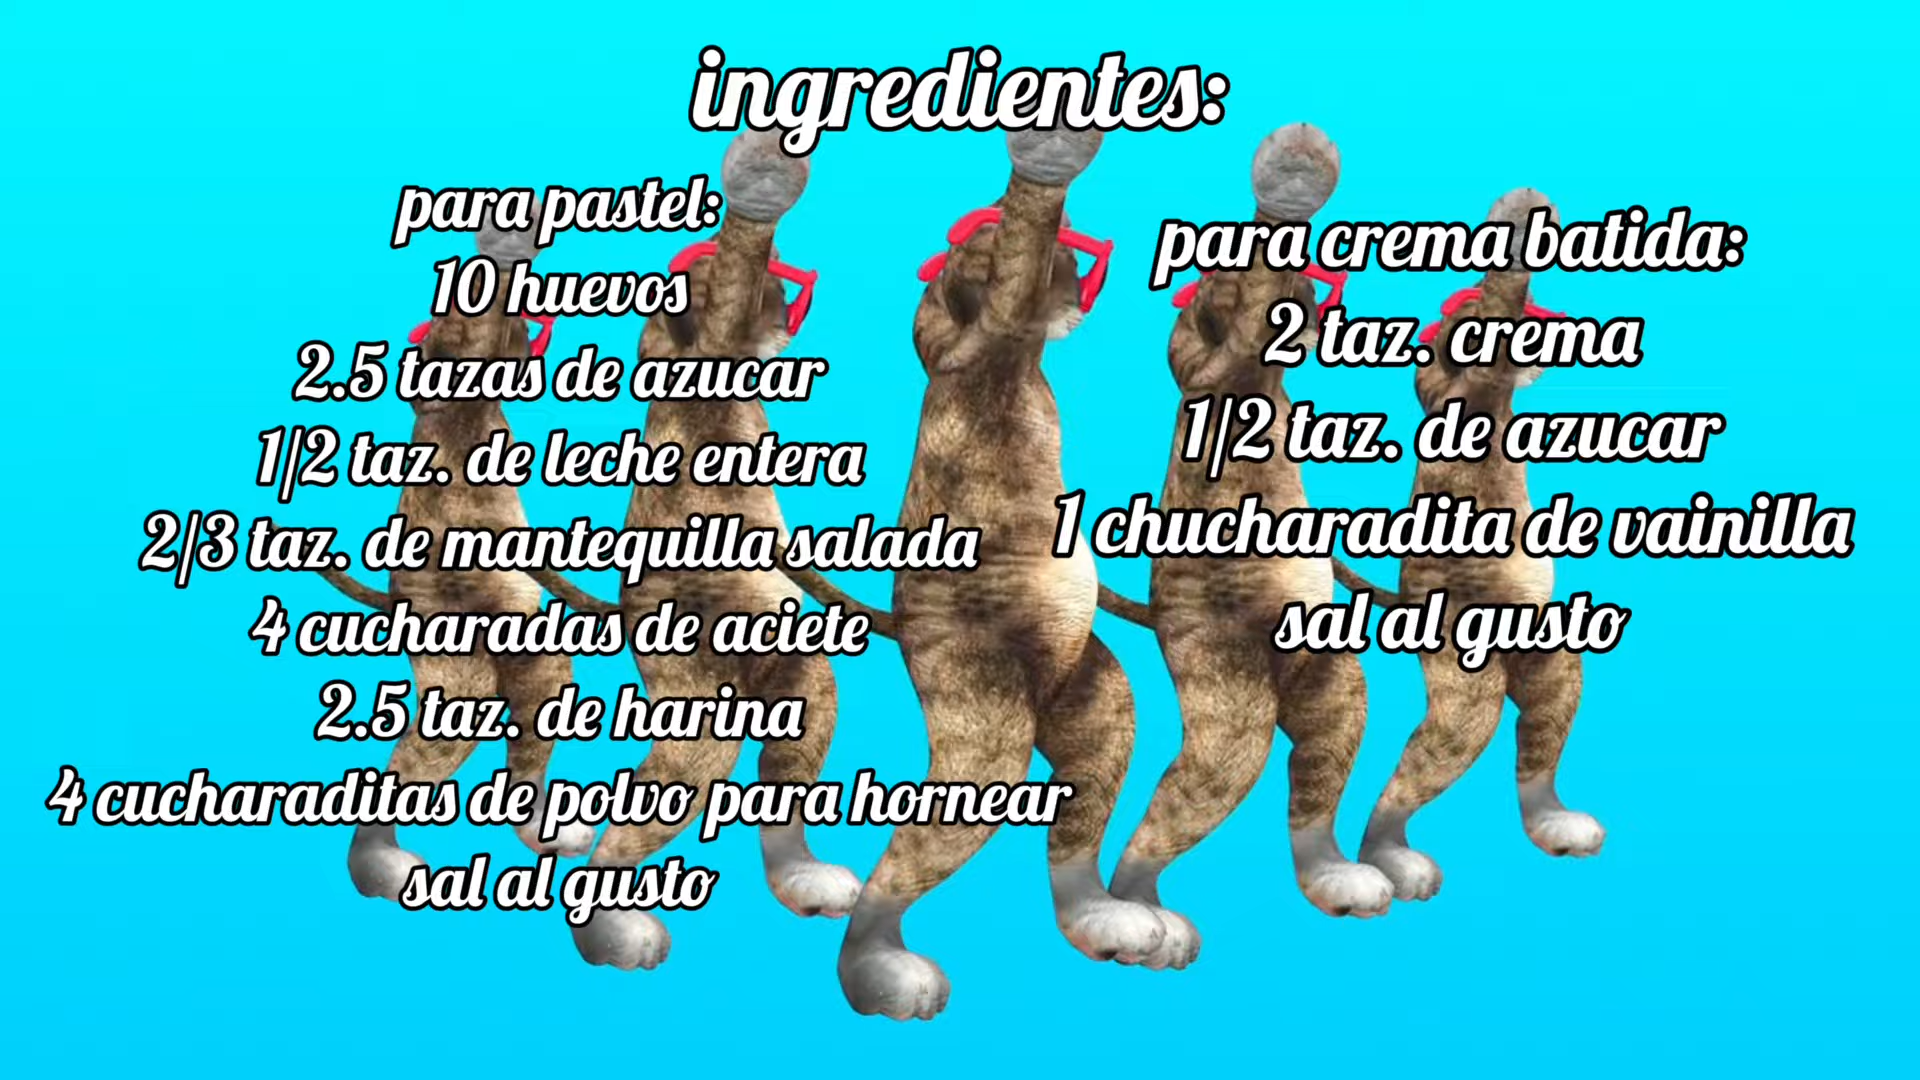 ingredientes:
para pastel:
10 huevos
2.5 tazas de azucar
1/2 taz. de leche entera
2/3 taz. de mantequilla salada
4 cucharadas de aciete
2.5 taz. de harina
4 cucharaditas de polvo para hornear
sal al gusto
para crema batida:
2 taz. crema
1/2 taz. de azucar
1 chucharadita de vainilla
sal al gusto